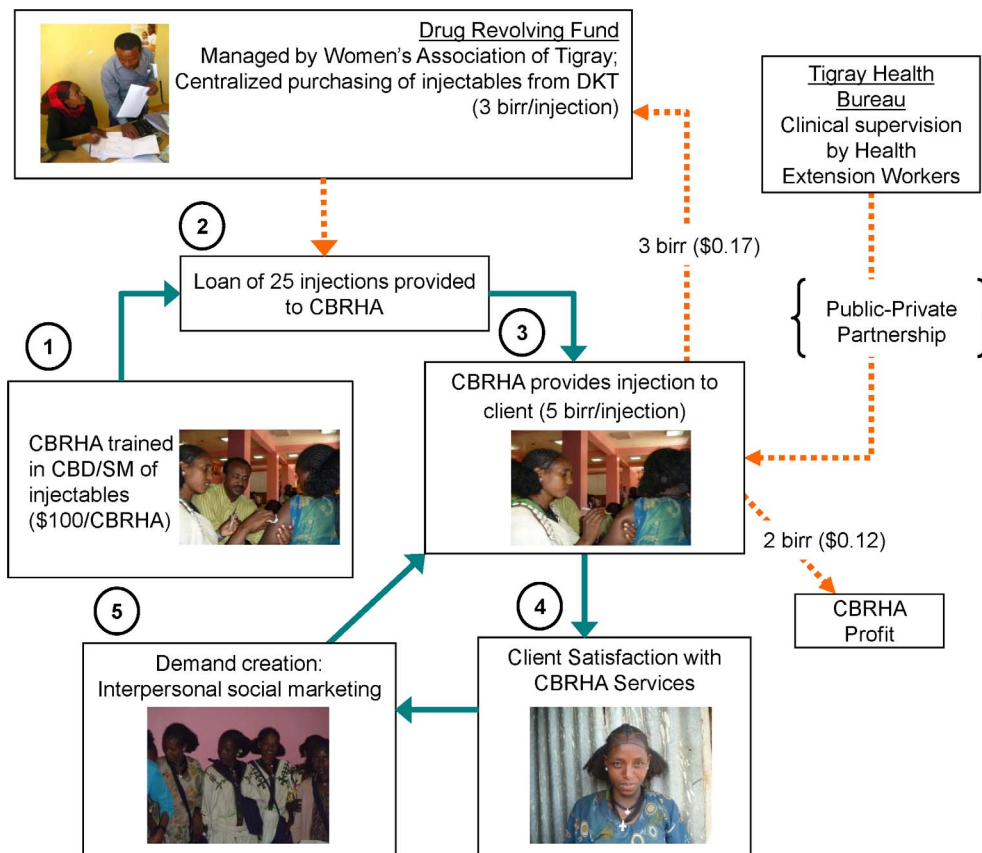 Drug Revolving Fund
Managed by Women's Association of Tigray;
Centralized purchasing of injectables from DKT
(3 birr/injection)
Tigray Health
Bureau
Clinical supervision
by Health
Extension Workers
2
Loan of 25 injections provided
to CBRHA
3 birr ($0.17)
Public-Private
Partnership
1
CBRHA trained
in CBD/SM of
injectables
($100/CBRHA)
3
CBRHA provides injection to
client (5 birr/injection)
2 birr ($0.12)
CBRHA
Profit
4
Client Satisfaction with
CBRHA Services
5
Demand creation:
Interpersonal social marketing